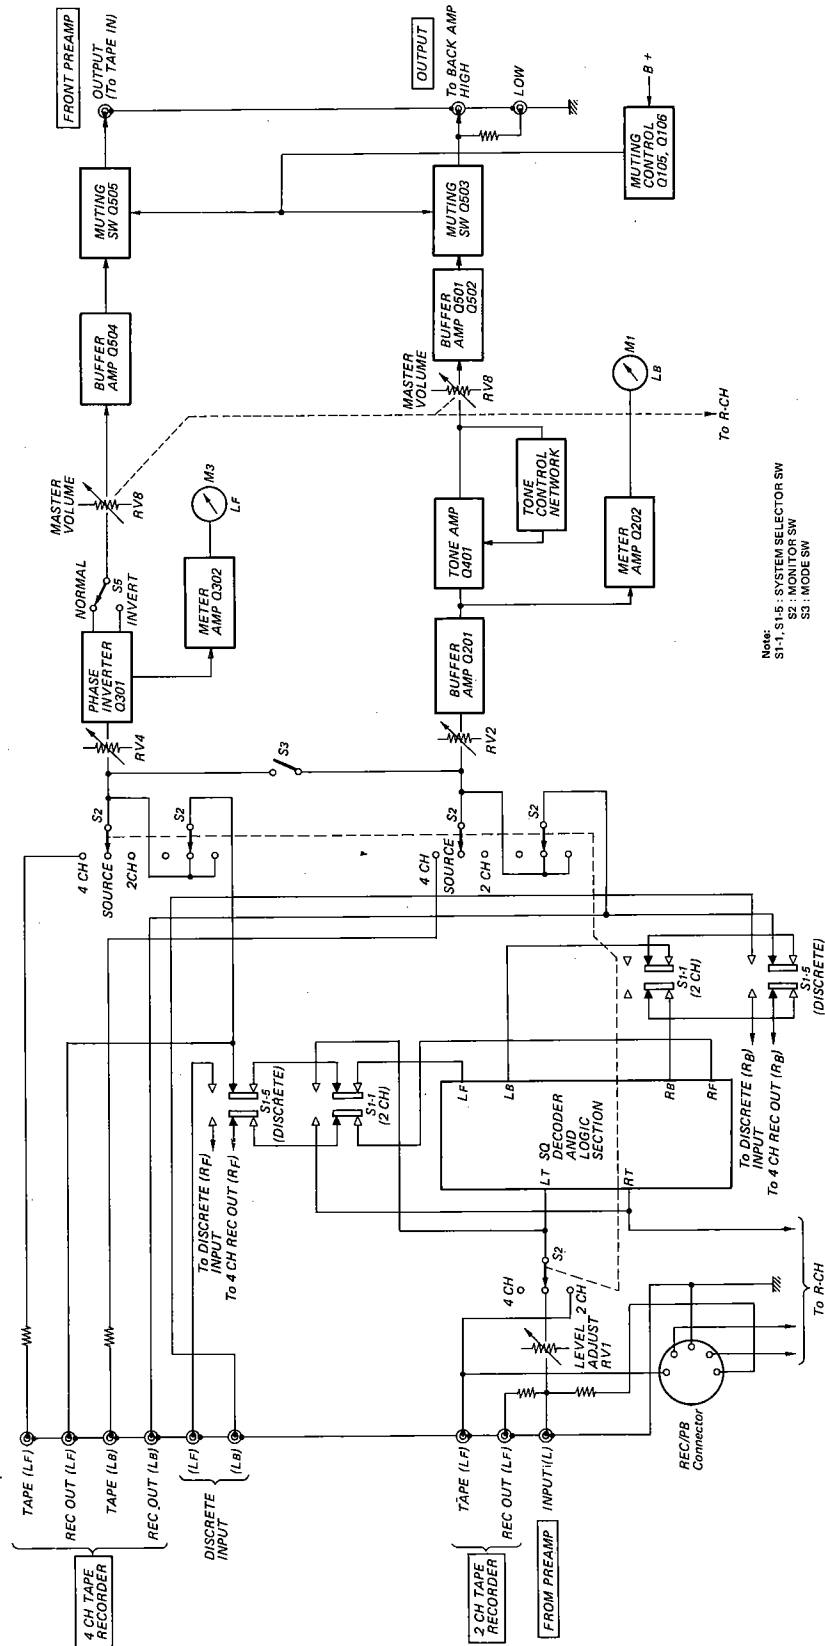 TAPE (LF)
REC OUT (LF)
TAPE (LB)
REC OUT (LB)
(LF)
(LB)
4 CH TAPE
RECORDER
DISCRETE
INPUT
TAPE (LF)
REC OUT (LF)
INPUT (L)
2 CH TAPE
RECORDER
FROM PREAMP
REC/PB
Connector
LEVEL
ADJUST
RV1
4 CH
2 CH
S2
To R-CH
To DISCRETE (RF)
INPUT
To 4 CH REC OUT (RF)
S1-5
(DISCRETE)
S1-1
(2 CH)
LT
SQ
DECODER
AND
LOGIC
SECTION
RT
LF
LB
RB
RF
To DISCRETE (RB)
INPUT
To 4 CH REC OUT (RB)
S1-1
(2 CH)
S1-5
(DISCRETE)
4 CH
SOURCE
2CH
S2
S2
4 CH
SOURCE
2 CH
S2
S2
S3
RV4
PHASE
INVERTER
Q301
NORMAL
S5
INVERT
METER
AMP Q302
M3
LF
MASTER
VOLUME
RV8
BUFFER
AMP Q504
MUTING
SW Q505
FRONT PREAMP
OUTPUT
(To TAPE IN)
RV2
BUFFER
AMP Q201
TONE AMP
Q401
TONE
CONTROL
NETWORK
METER
AMP Q202
M1
LB
MASTER
VOLUME
RV8
BUFFER
AMP Q501
Q502
MUTING
SW Q503
OUTPUT
To BACK AMP
HIGH
LOW
MUTING
CONTROL
Q105, Q106
B +
To R-CH
Note:
S1-1, S1-5 : SYSTEM SELECTOR SW
S2 : MONITOR SW
S3 : MODE SW